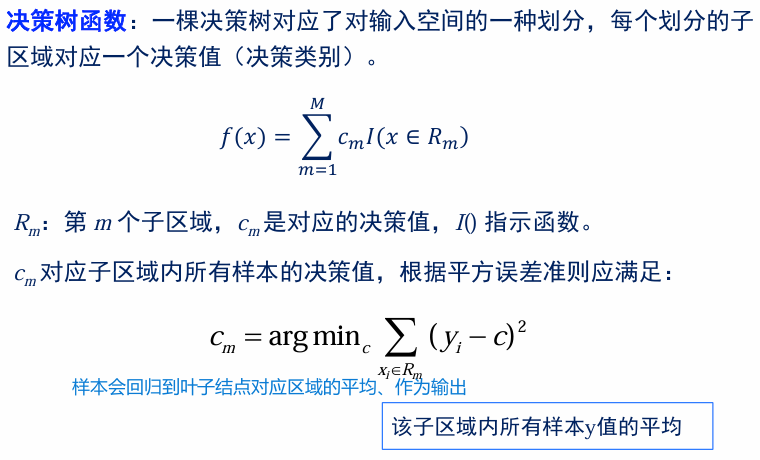 决策树函数：一棵决策树对应了对输入空间的一种划分，每个划分的子
区域对应一个决策值（决策类别）。
f(x) = ∑_{m=1}^{M} c_m I(x ∈ R_m)
R_m：第 m 个子区域，c_m 是对应的决策值，I() 指示函数。
c_m 对应子区域内所有样本的决策值，根据平方误差准则应满足：
c_m = arg min_c ∑_{x_i∈R_m} (y_i − c)^2
样本会回归到叶子结点对应区域的平均、作为输出
该子区域内所有样本y值的平均